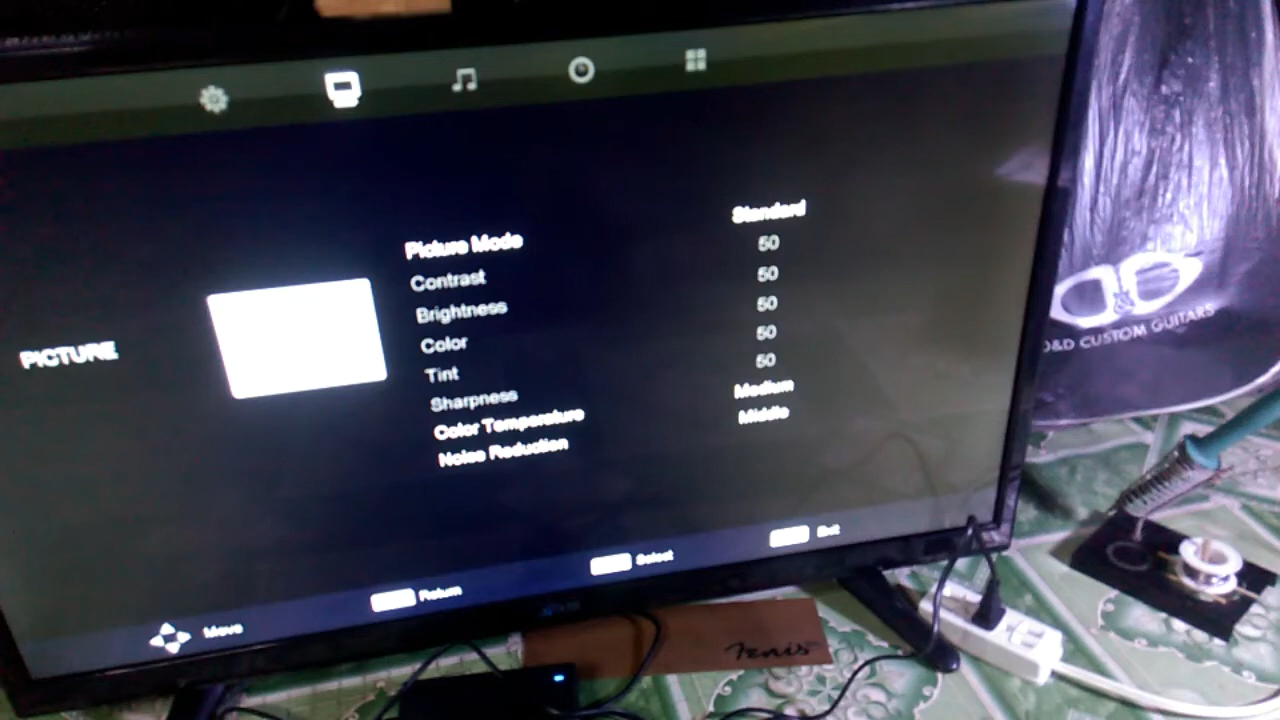 PICTURE
Picture Mode Standard
Contrast 50
Brightness 50
Color 50
Tint 50
Sharpness 50
Color Temperature Medium
Noise Reduction Middle
Move
Return
Select
Exit
D&D CUSTOM GUITARS